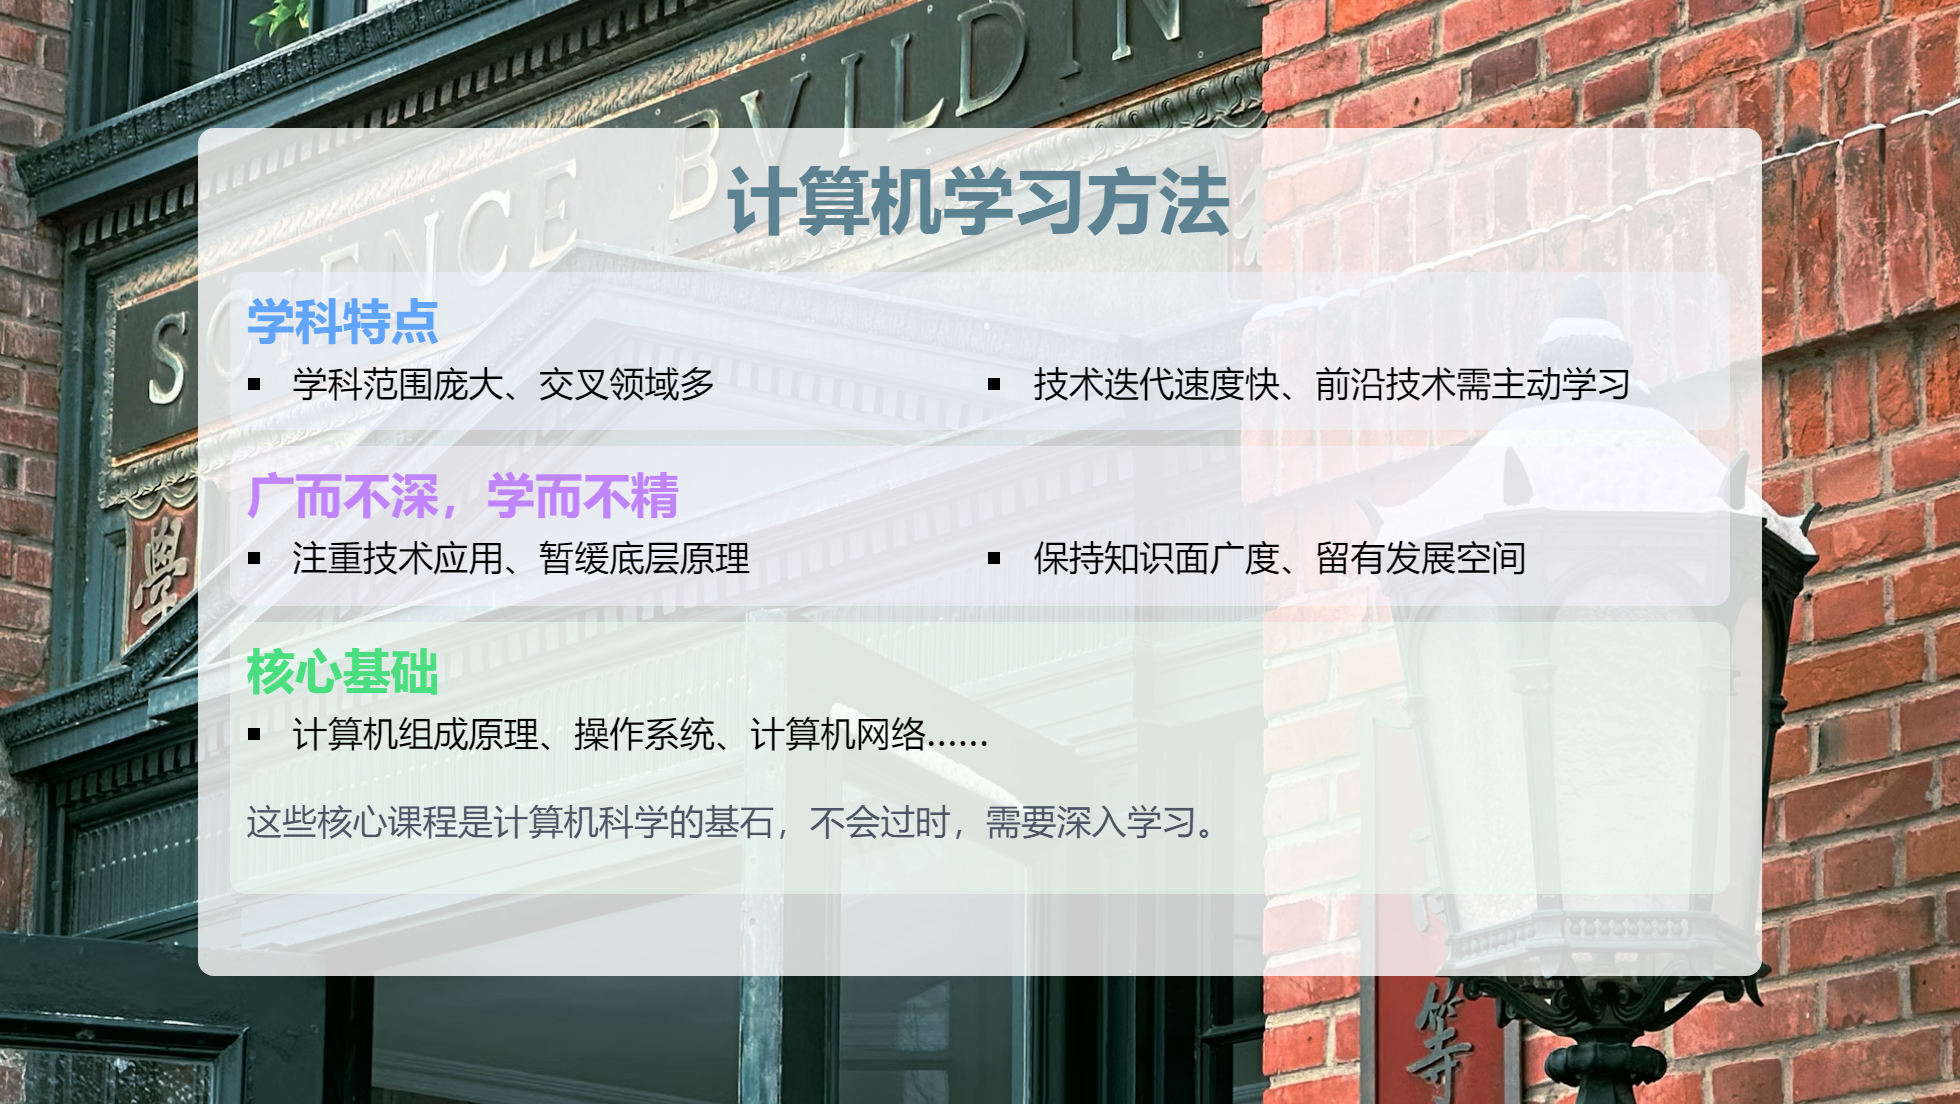 SCIENCE BVILDIN
計算机学习方法
学科特点
学科范围庞大、交叉领域多
技术迭代速度快、前沿技术需主动学习
广而不深，学而不精
注重技术应用、暂缓底层原理
保持知识面广度、留有发展空间
核心基础
计算机组成原理、操作系统、计算机网络……
这些核心课程是计算机科学的基石，不会过时，需要深入学习。
學
等